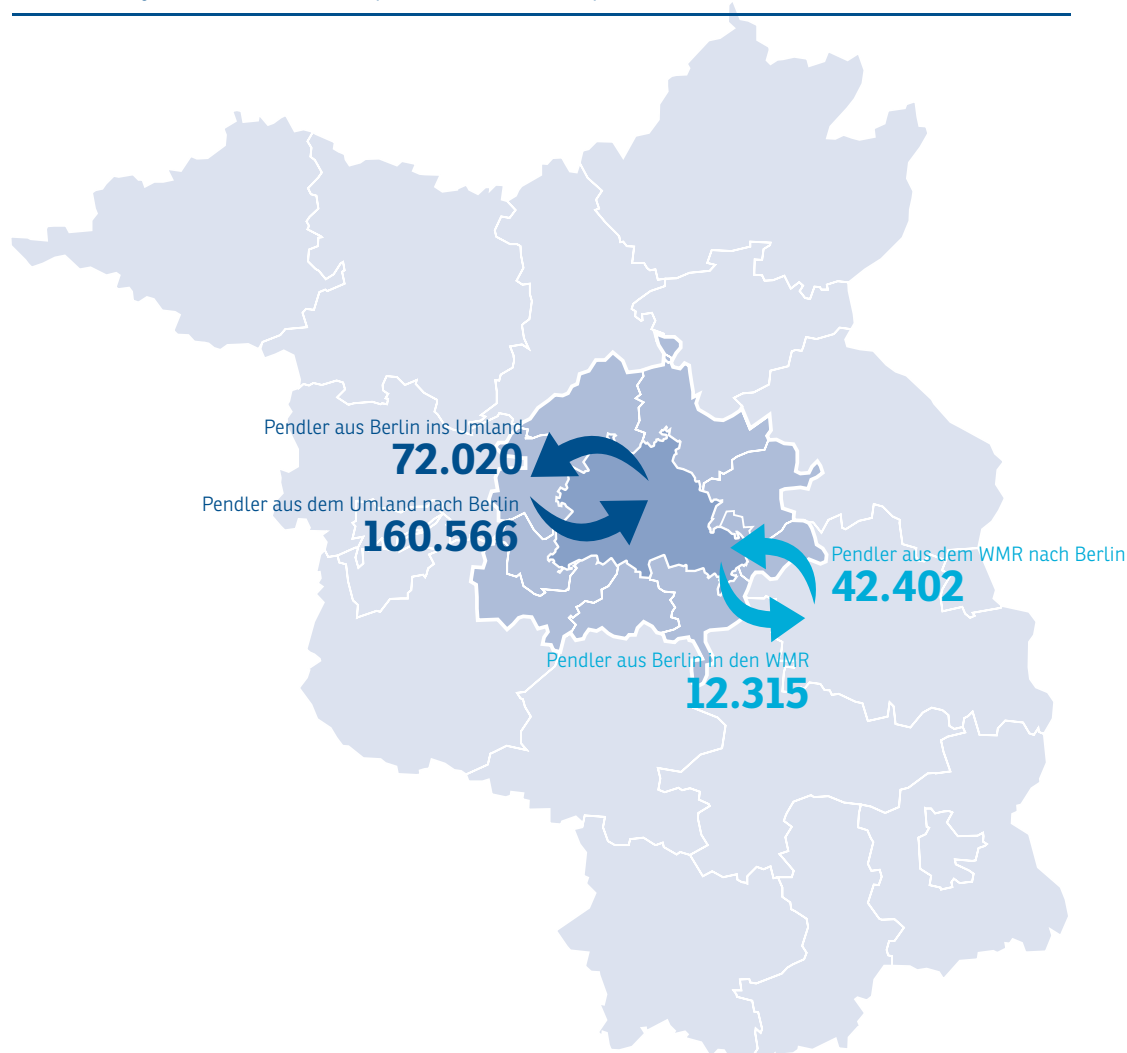 Pendler aus Berlin ins Umland
72.020
Pendler aus dem Umland nach Berlin
160.566
Pendler aus dem WMR nach Berlin
42.402
Pendler aus Berlin in den WMR
12.315